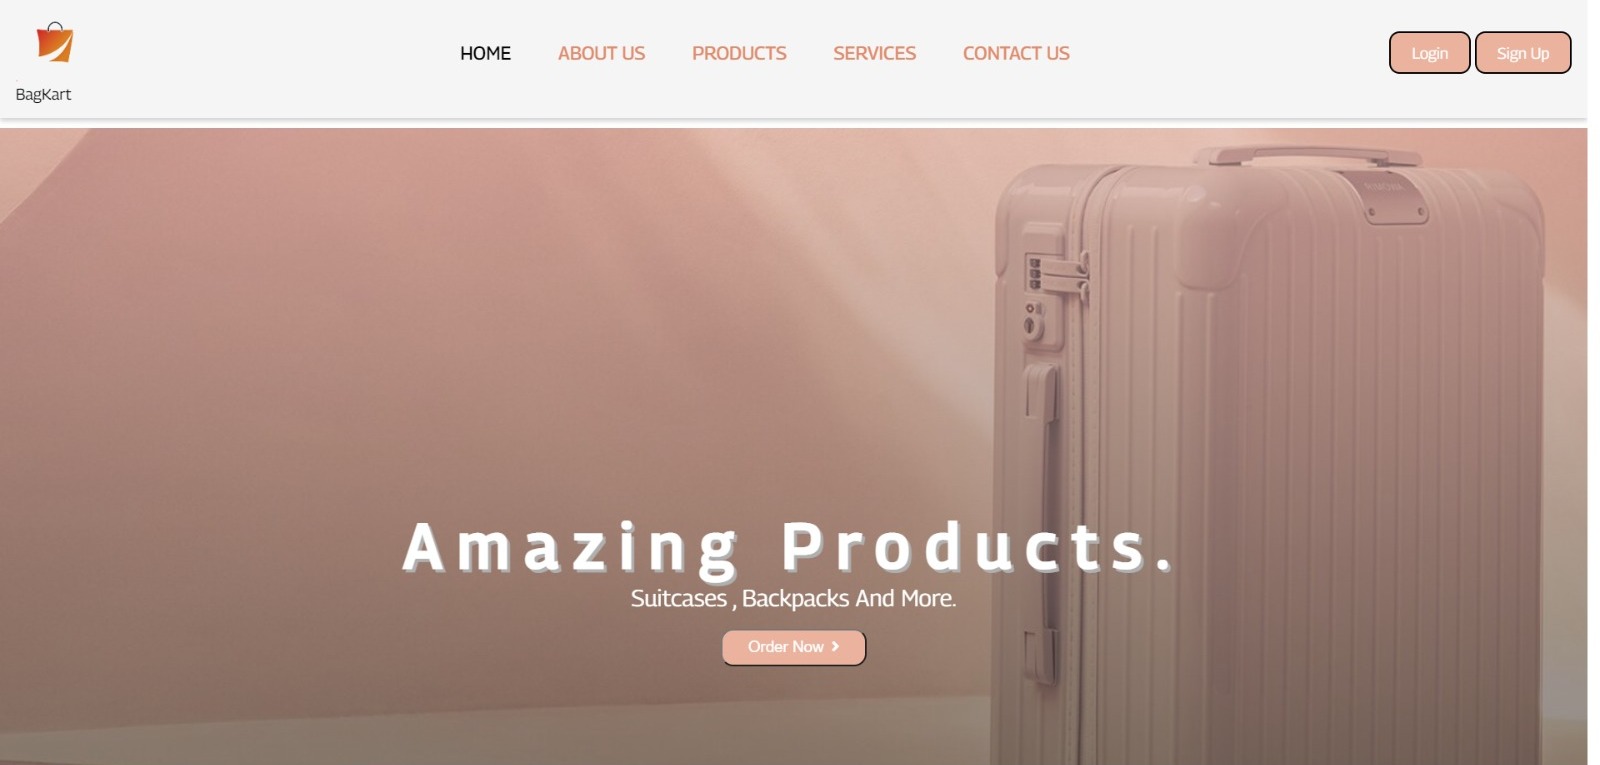 BagKart
HOME ABOUT US PRODUCTS SERVICES CONTACT US
Login Sign Up
RIMOWA
Amazing Products.
Suitcases , Backpacks And More.
Order Now